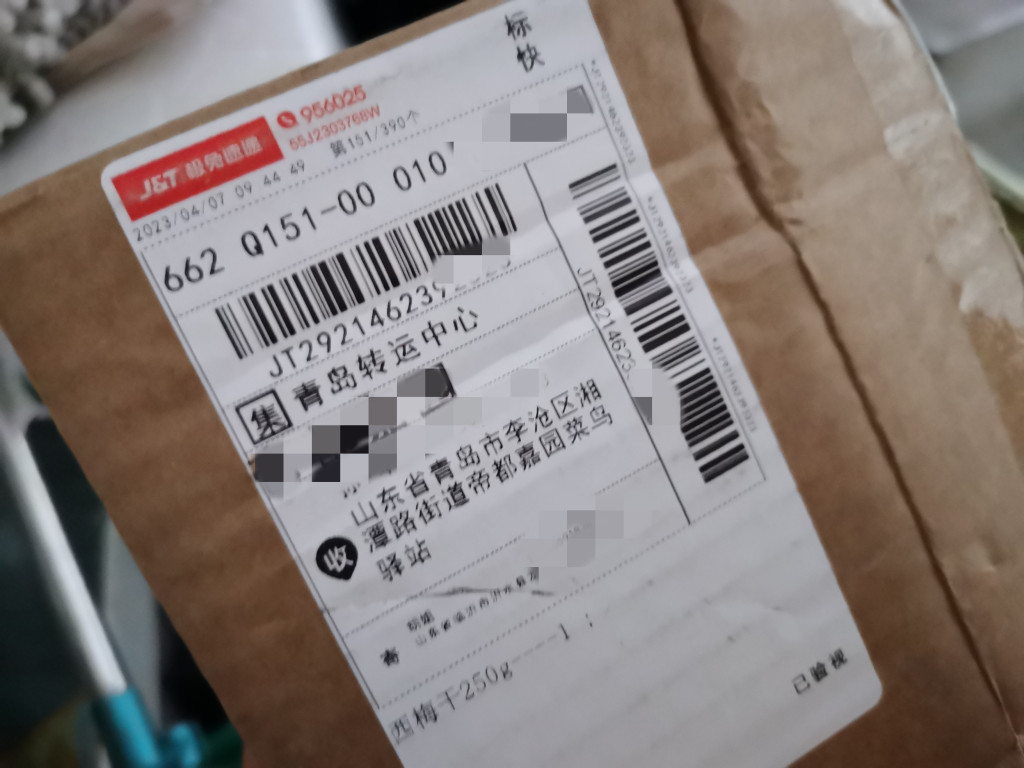 标
快
J&T 极兔速递
956025
55J230376BW
2023/04/07 09 44 49 第151/390个
662 Q151-00 010
JT292146239
集 青岛转运中心
JT29214623
收
山东省青岛市李沧区湘
潭路街道帝都嘉园菜鸟
驿站
寄
西梅干250g——1；
已验视